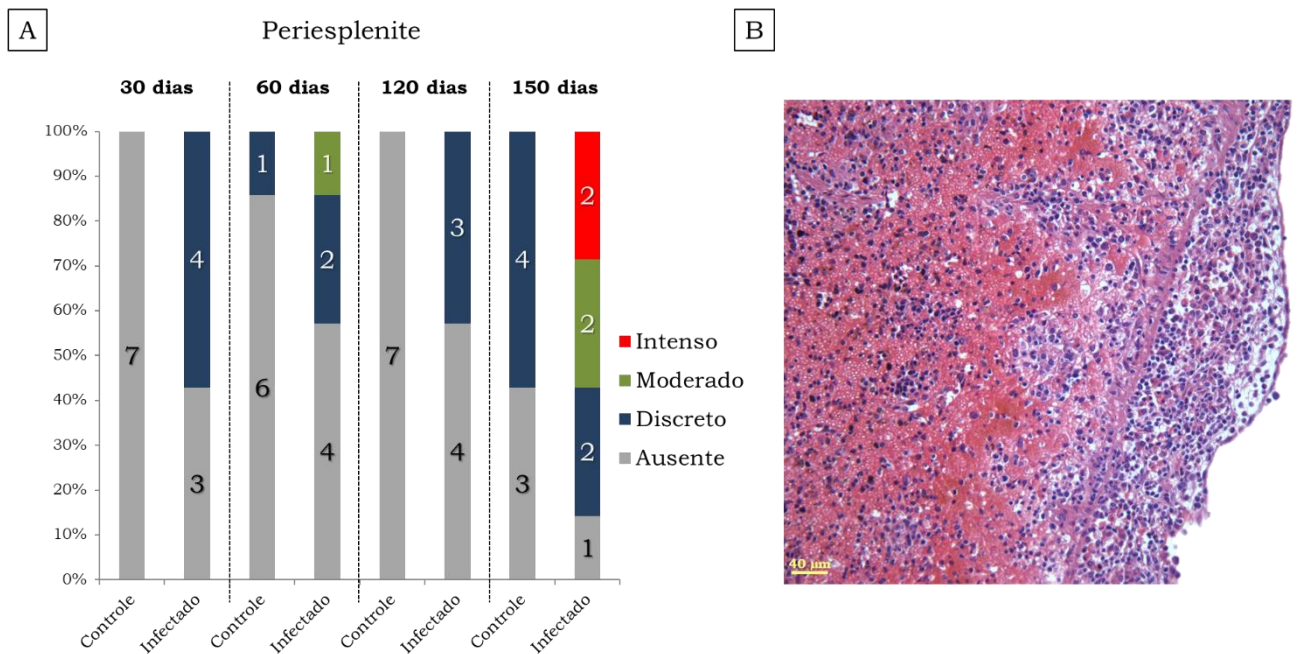 A
Periesplenite
B
30 dias
60 dias
120 dias
150 dias
100%
90%
80%
70%
60%
50%
40%
30%
20%
10%
0%
7
4
3
1
6
1
2
4
7
3
4
4
3
2
2
2
1
Intenso
Moderado
Discreto
Ausente
Controle
Infectado
Controle
Infectado
Controle
Infectado
Controle
Infectado
40 µm